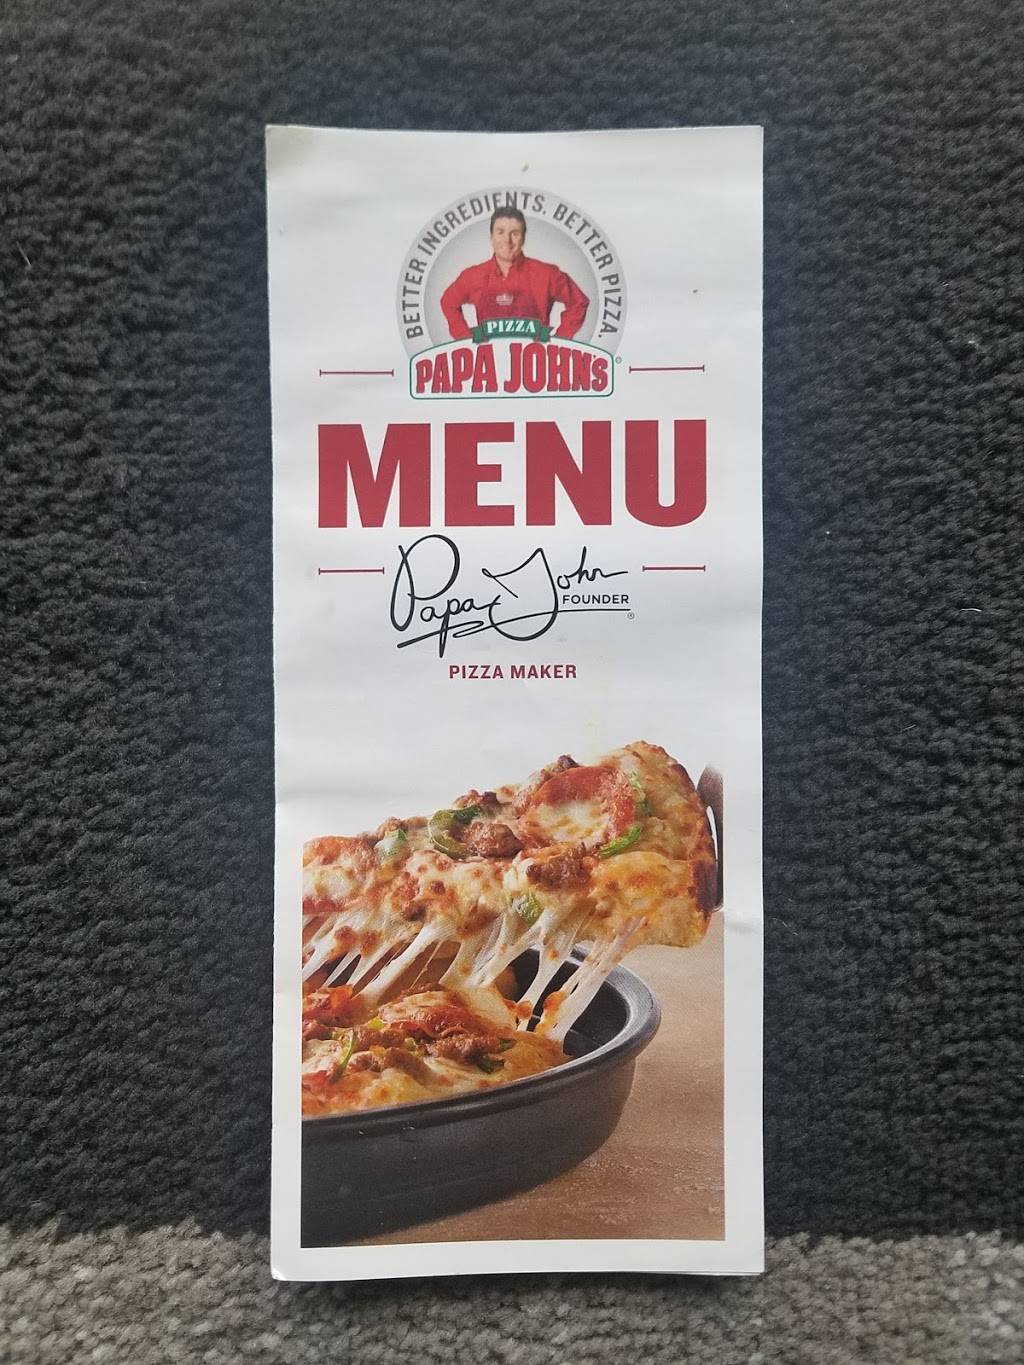 BETTER INGREDIENTS. BETTER PIZZA.
PIZZA
PAPA JOHN'S®
MENU
Papa John
FOUNDER
®
PIZZA MAKER